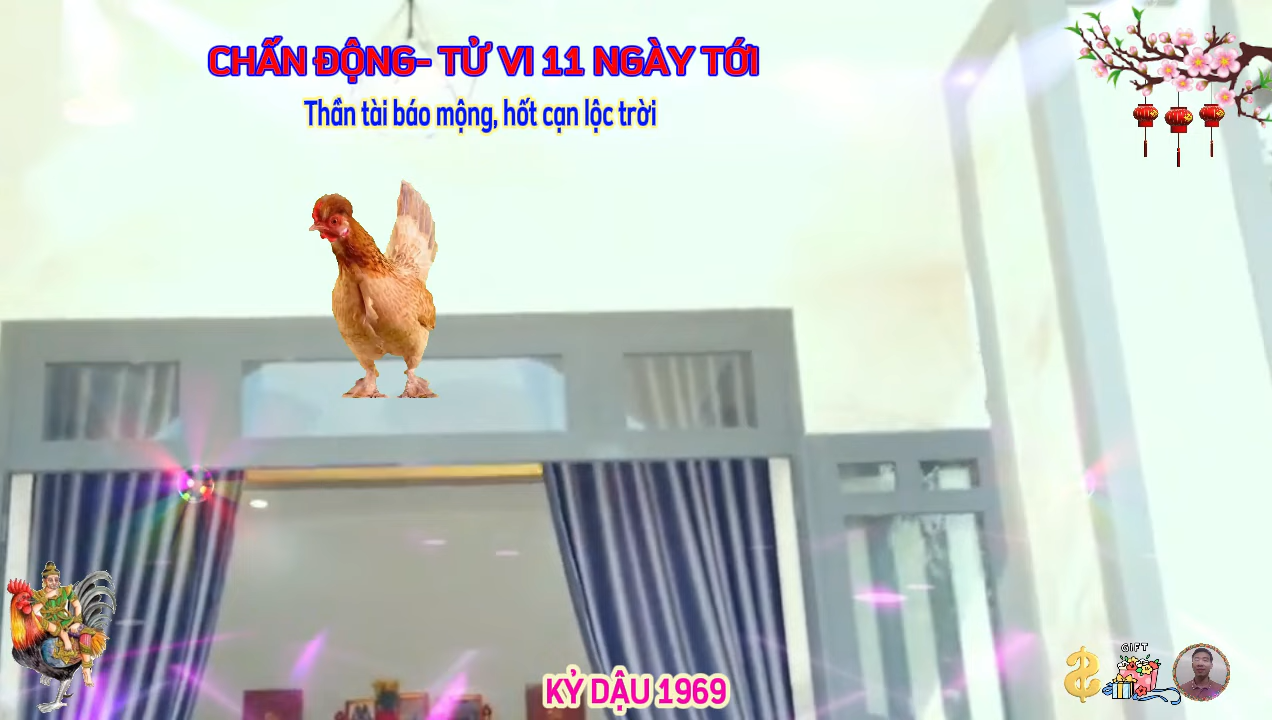 CHẤN ĐỘNG- TỬ VI 11 NGÀY TỚI
Thần tài báo mộng, hốt cạn lộc trời
GIFT
KỶ DẬU 1969